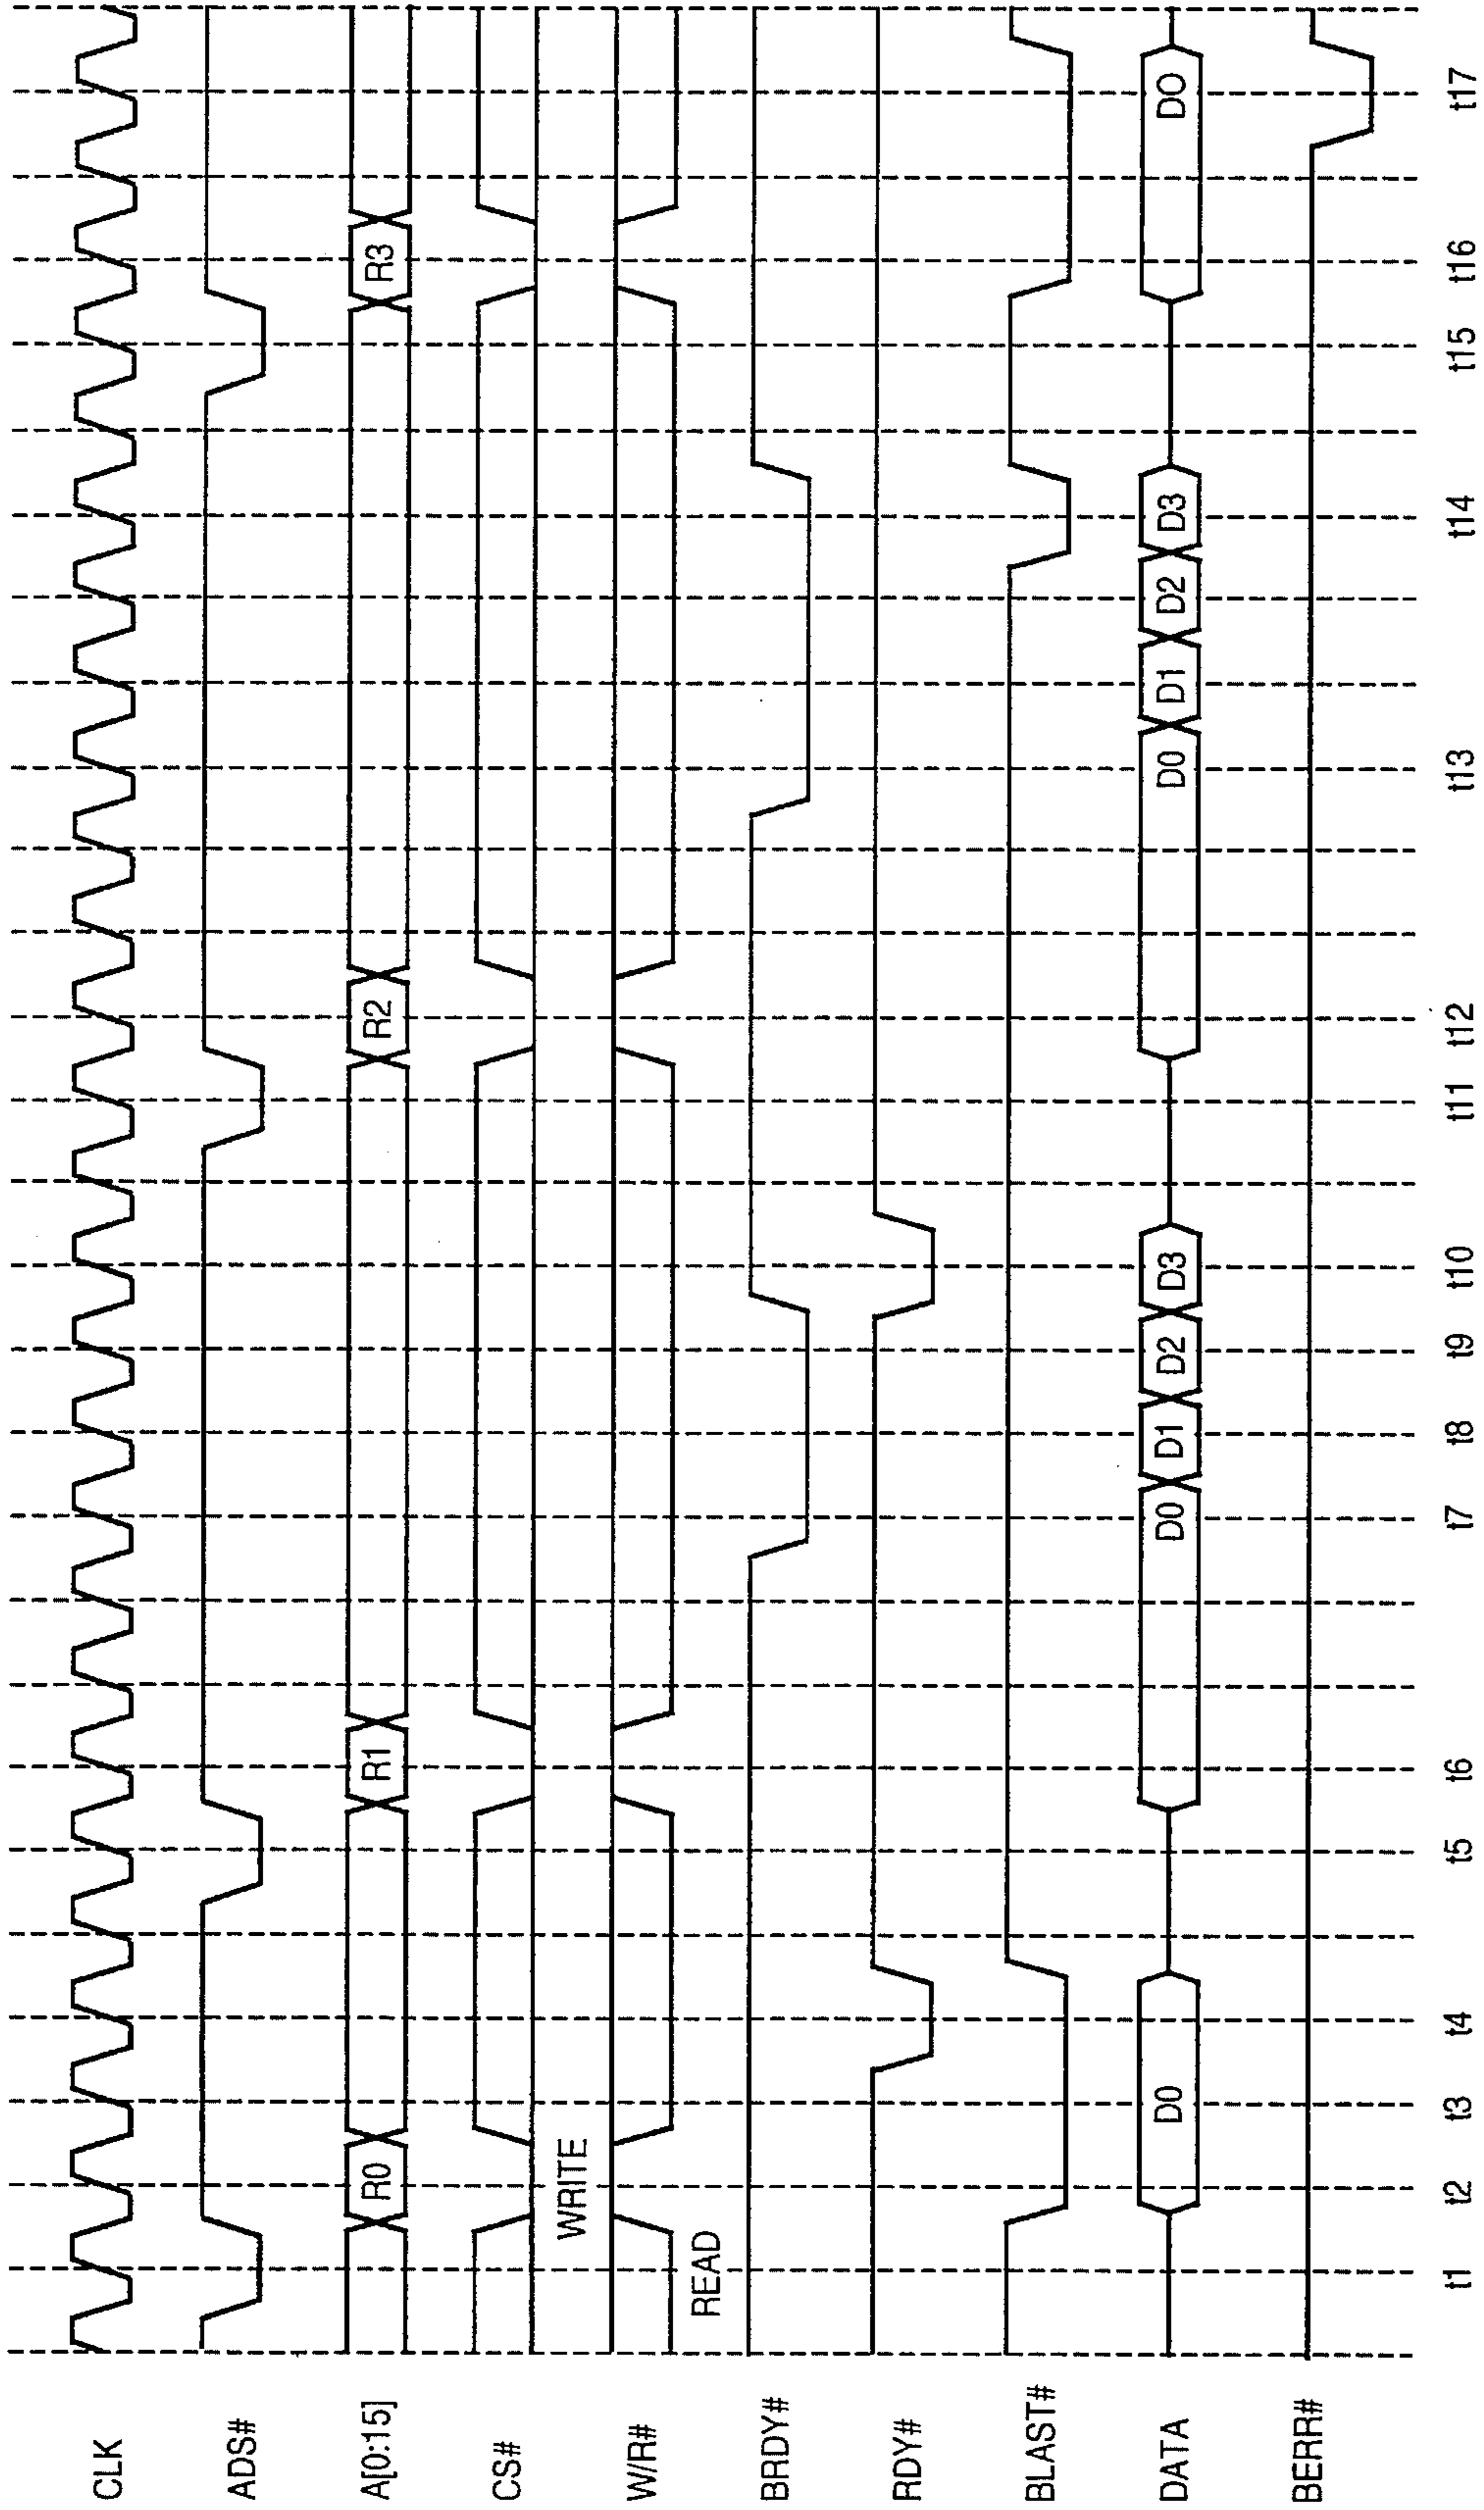 CLK
ADS#
A[0:15] R0 R1 R2 R3
CS#
WRITE
W/R#
READ
BRDY#
RDY#
BLAST#
DATA D0 D0 D1 D2 D3 D0 D1 D2 D3 DO
BERR#
t1 t2 t3 t4 t5 t6 t7 t8 t9 t10 t11 t12 t13 t14 t15 t16 t17